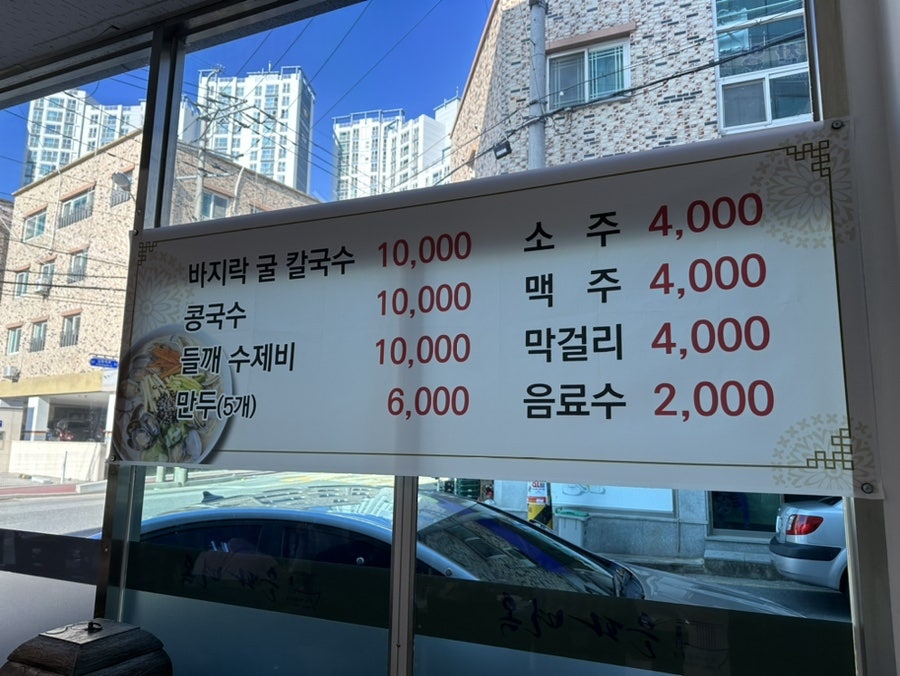 바지락 굴 칼국수 10,000
콩국수 10,000
들깨 수제비 10,000
만두(5개) 6,000
소 주 4,000
맥 주 4,000
막걸리 4,000
음료수 2,000